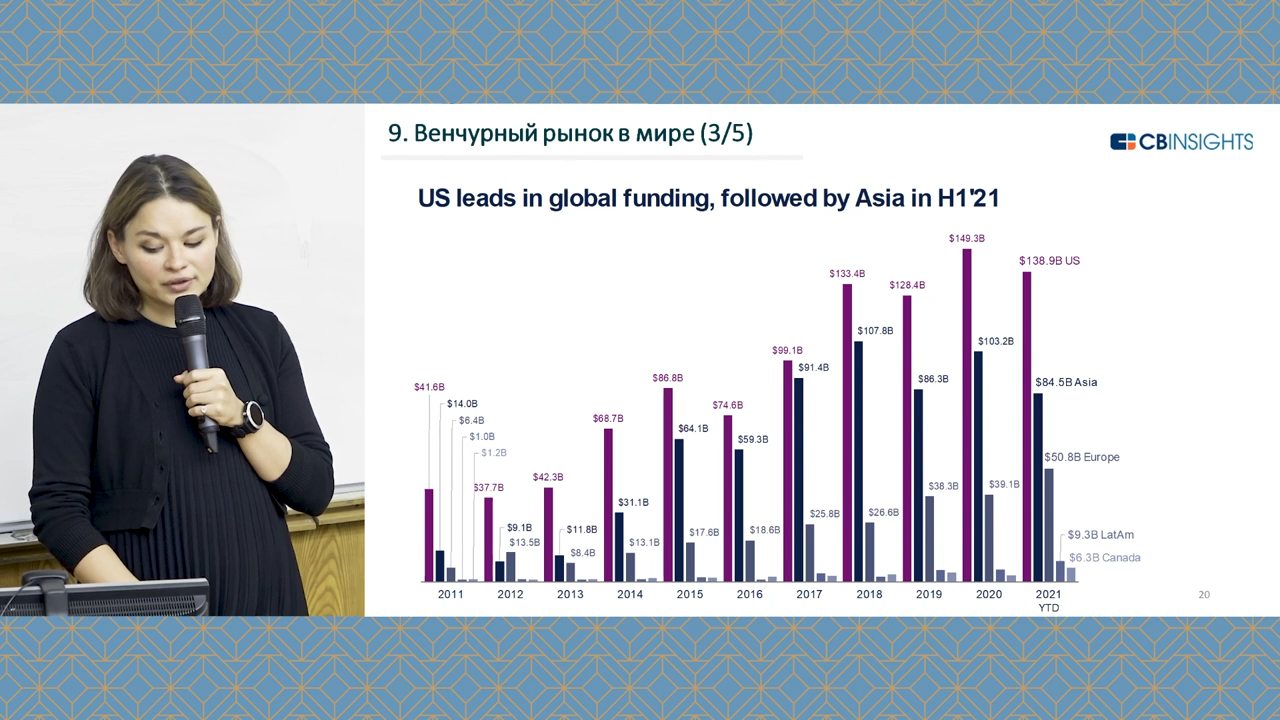 9. Венчурный рынок в мире (3/5)
CBINSIGHTS
US leads in global funding, followed by Asia in H1'21
$41.6B
$14.0B
$6.4B
$1.0B
$1.2B
$37.7B
$9.1B
$13.5B
$42.3B
$11.8B
$8.4B
$68.7B
$31.1B
$13.1B
$86.8B
$64.1B
$17.6B
$74.6B
$59.3B
$18.6B
$99.1B
$91.4B
$25.8B
$133.4B
$107.8B
$26.6B
$128.4B
$86.3B
$38.3B
$149.3B
$103.2B
$39.1B
$138.9B US
$84.5B Asia
$50.8B Europe
$9.3B LatAm
$6.3B Canada
2011 2012 2013 2014 2015 2016 2017 2018 2019 2020 2021
YTD
20